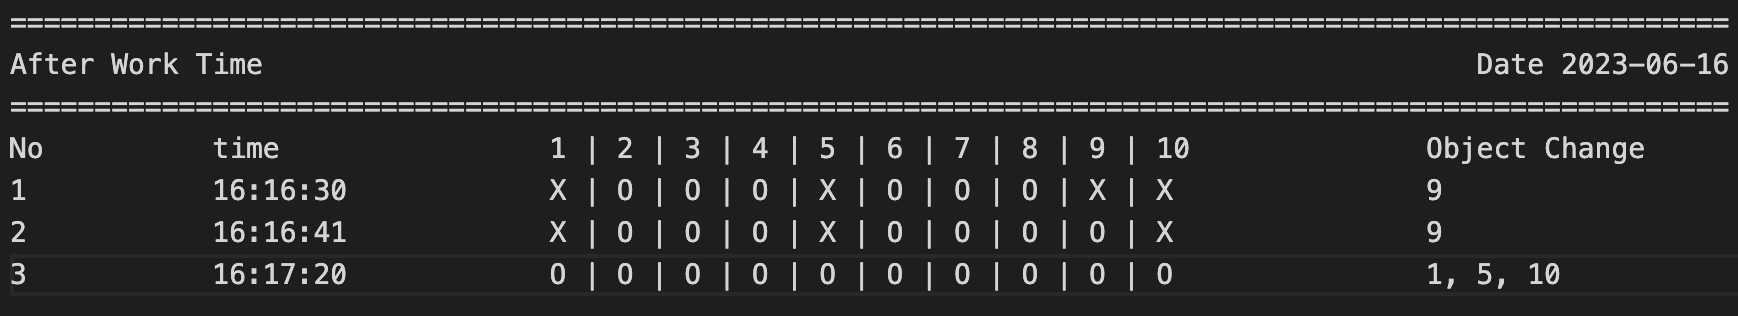 ======================================================================================================
After Work Time                                                                        Date 2023-06-16
======================================================================================================
No          time                1 | 2 | 3 | 4 | 5 | 6 | 7 | 8 | 9 | 10              Object Change
1           16:16:30            X | O | O | O | X | O | O | O | X | X               9
2           16:16:41            X | O | O | O | X | O | O | O | O | X               9
3           16:17:20            O | O | O | O | O | O | O | O | O | O               1, 5, 10